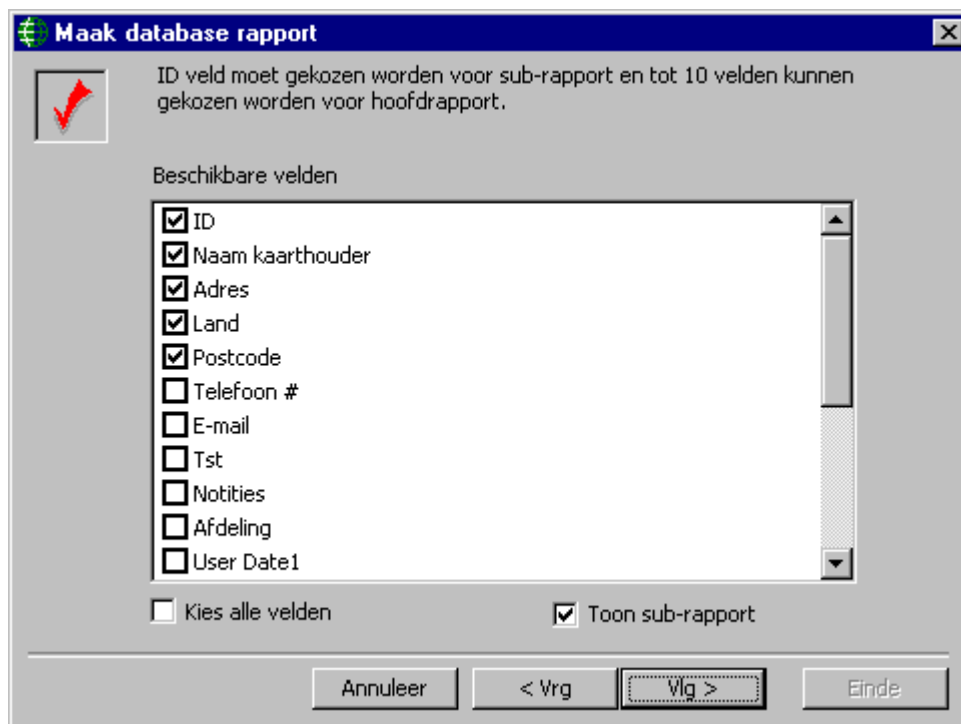 Maak database rapport
ID veld moet gekozen worden voor sub-rapport en tot 10 velden kunnen
gekozen worden voor hoofdrapport.
Beschikbare velden
ID
Naam kaarthouder
Adres
Land
Postcode
Telefoon #
E-mail
Tst
Notities
Afdeling
User Date1
Kies alle velden
Toon sub-rapport
Annuleer
< Vrg
Vlg >
Einde